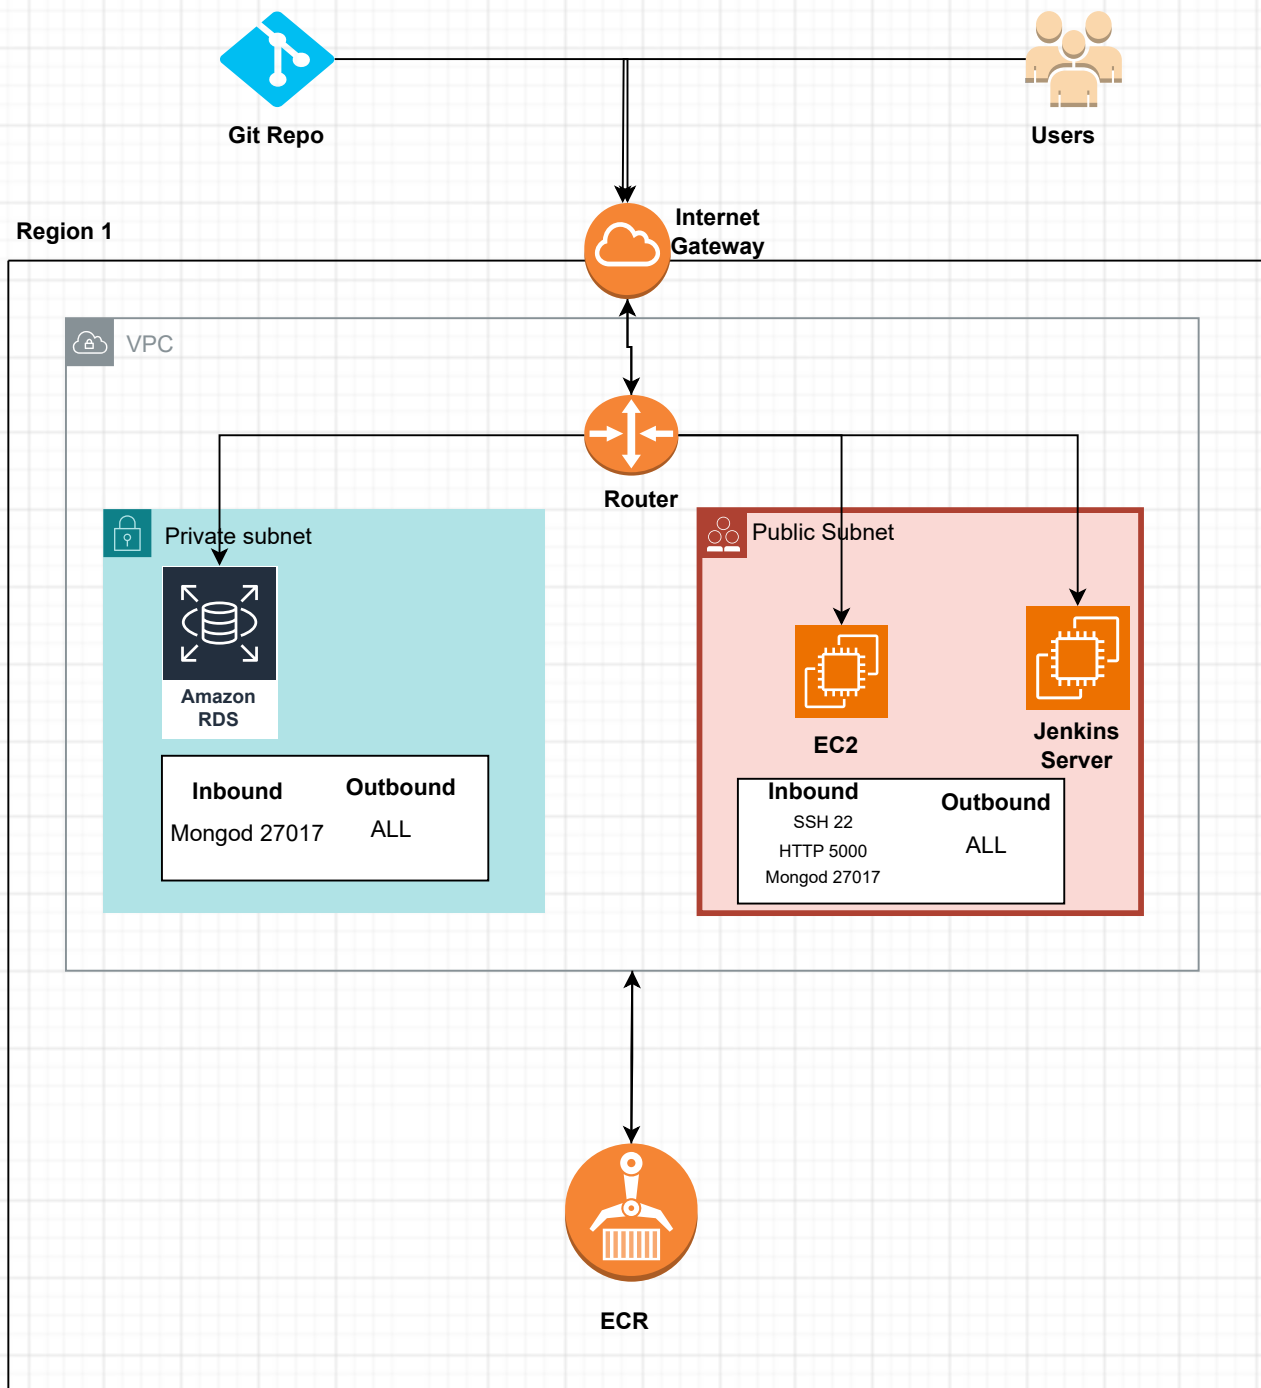 Git Repo
Users
Internet
Gateway
Region 1
VPC
Router
Private subnet
Amazon
RDS
Inbound
Outbound
Mongod 27017
ALL
Public Subnet
EC2
Jenkins
Server
Inbound
Outbound
SSH 22
HTTP 5000
ALL
Mongod 27017
ECR